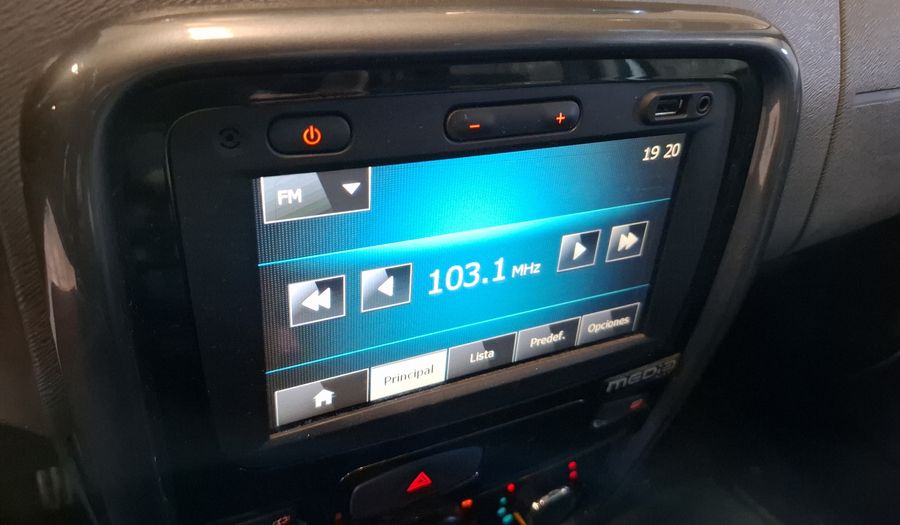 19 20
FM
103.1 MHz
Principal
Lista
Predef.
Opciones
MEDIA